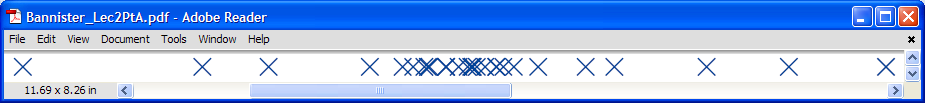 Bannister_Lec2PtA.pdf - Adobe Reader
File Edit View Document Tools Window Help
11.69 x 8.26 in